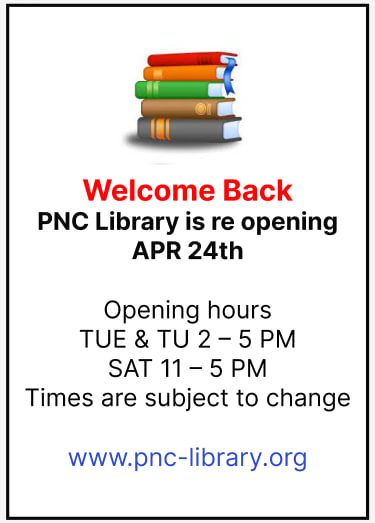 Welcome Back
PNC Library is re opening
APR 24th
Opening hours
TUE & TU 2 – 5 PM
SAT 11 – 5 PM
Times are subject to change
www.pnc-library.org